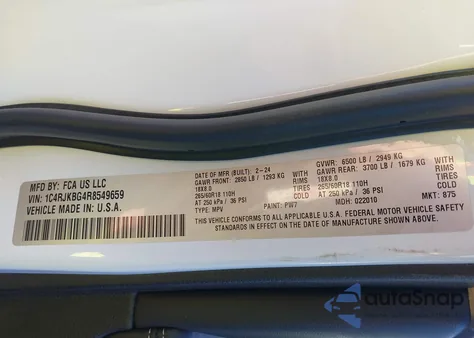 MFD BY: FCA US LLC
VIN: 1C4RJKBG4R8549659
VEHICLE MADE IN U.S.A.
DATE OF MFR (BUILT): 2-24
GAWR FRONT: 2850 LB / 1293 KG WITH
18X8.0 RIMS
265/60R18 110H TIRES
AT 250 kPa / 36 PSI COLD
TYPE: MPV PAINT: PW7
GVWR: 6500 LB / 2949 KG
GAWR REAR: 3700 LB / 1679 KG WITH
18X8.0 RIMS
265/60R18 110H TIRES
AT 250 kPa / 36 PSI COLD
MDH: 022010 MKT: 875
THIS VEHICLE CONFORMS TO ALL APPLICABLE U.S.A. FEDERAL MOTOR VEHICLE SAFETY
STANDARDS IN EFFECT ON THE DATE OF MANUFACTURE SHOWN ABOVE.
autoSnap